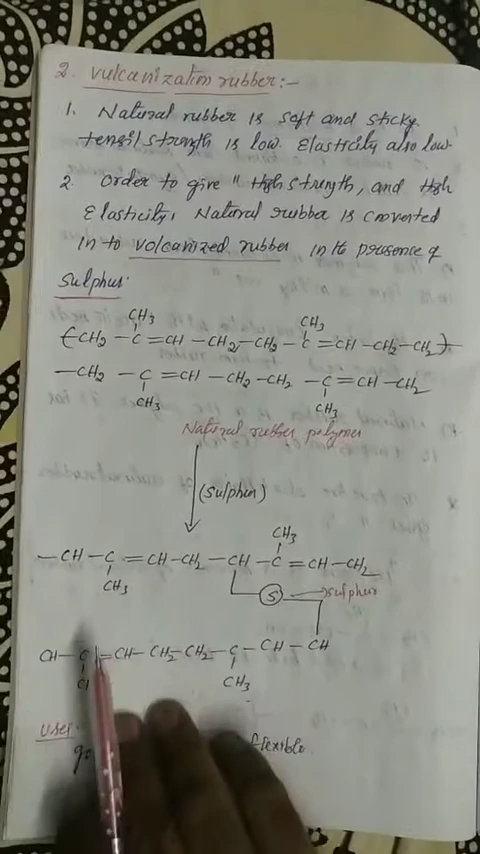 2. vulcanization rubber:-
1. Natural rubber is soft and sticky.
tensil strength is low. Elasticity also low.
2. Order to give " High strength, and High
Elasticity, Natural rubber is converted
In to volcanized rubber In the presence of
Sulphur.
CH3 CH3
(CH2 - C = CH - CH2 - CH2 - C = CH - CH2 - CH2)
- CH2 - C = CH - CH2 - CH2 - C = CH - CH2
CH3 CH3
Natural rubber polymer
(sulphur)
CH3
- CH - C = CH - CH2 - CH - C = CH - CH2
CH3
S sulphur
CH - C = CH - CH2 - CH2 - C - CH - CH
CH3
Uses
flexible